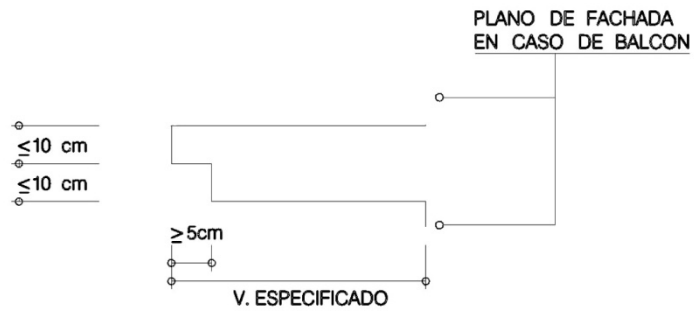 PLANO DE FACHADA
EN CASO DE BALCON
≤10 cm
≤10 cm
≥5cm
V. ESPECIFICADO